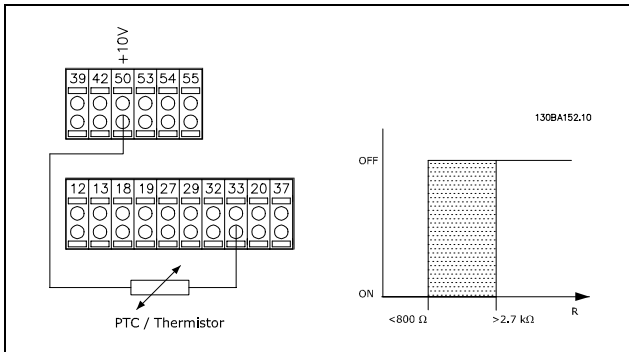 +10V
39 42 50 53 54 55
12 13 18 19 27 29 32 33 20 37
PTC / Thermistor
130BA152.10
OFF
ON
<800 Ω >2.7 kΩ R